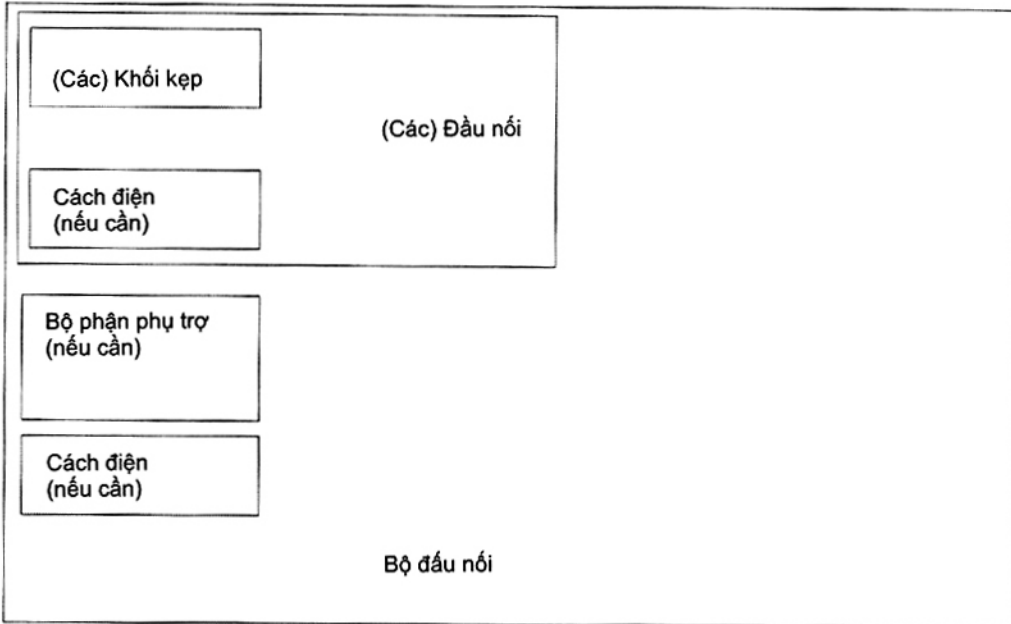 (Các) Khối kẹp
(Các) Đầu nối
Cách điện
(nếu cần)
Bộ phận phụ trợ
(nếu cần)
Cách điện
(nếu cần)
Bộ đấu nối